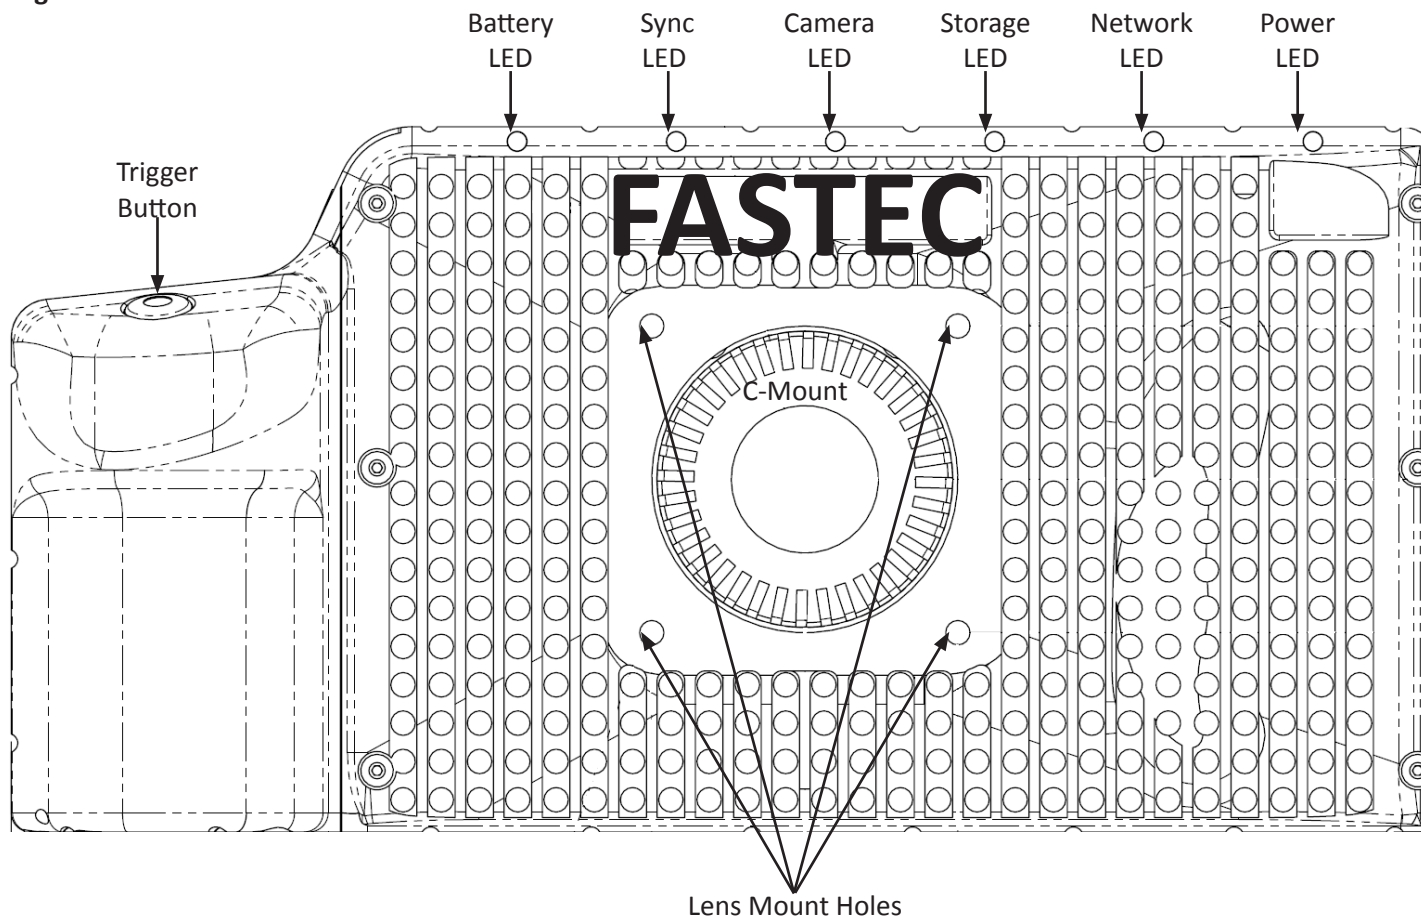 Battery
LED
Sync
LED
Camera
LED
Storage
LED
Network
LED
Power
LED
Trigger
Button
FASTEC
C-Mount
Lens Mount Holes